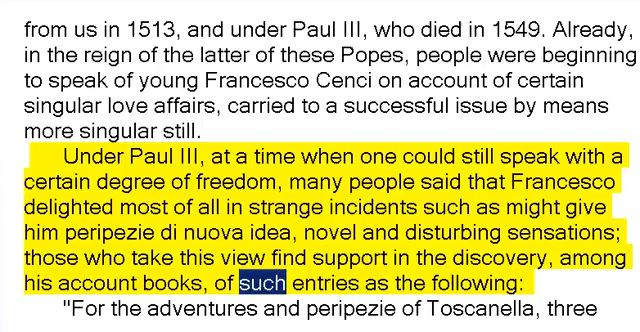 from us in 1513, and under Paul III, who died in 1549. Already,
in the reign of the latter of these Popes, people were beginning
to speak of young Francesco Cenci on account of certain
singular love affairs, carried to a successful issue by means
more singular still.
Under Paul III, at a time when one could still speak with a
certain degree of freedom, many people said that Francesco
delighted most of all in strange incidents such as might give
him peripezie di nuova idea, novel and disturbing sensations;
those who take this view find support in the discovery, among
his account books, of such entries as the following:
"For the adventures and peripezie of Toscanella, three